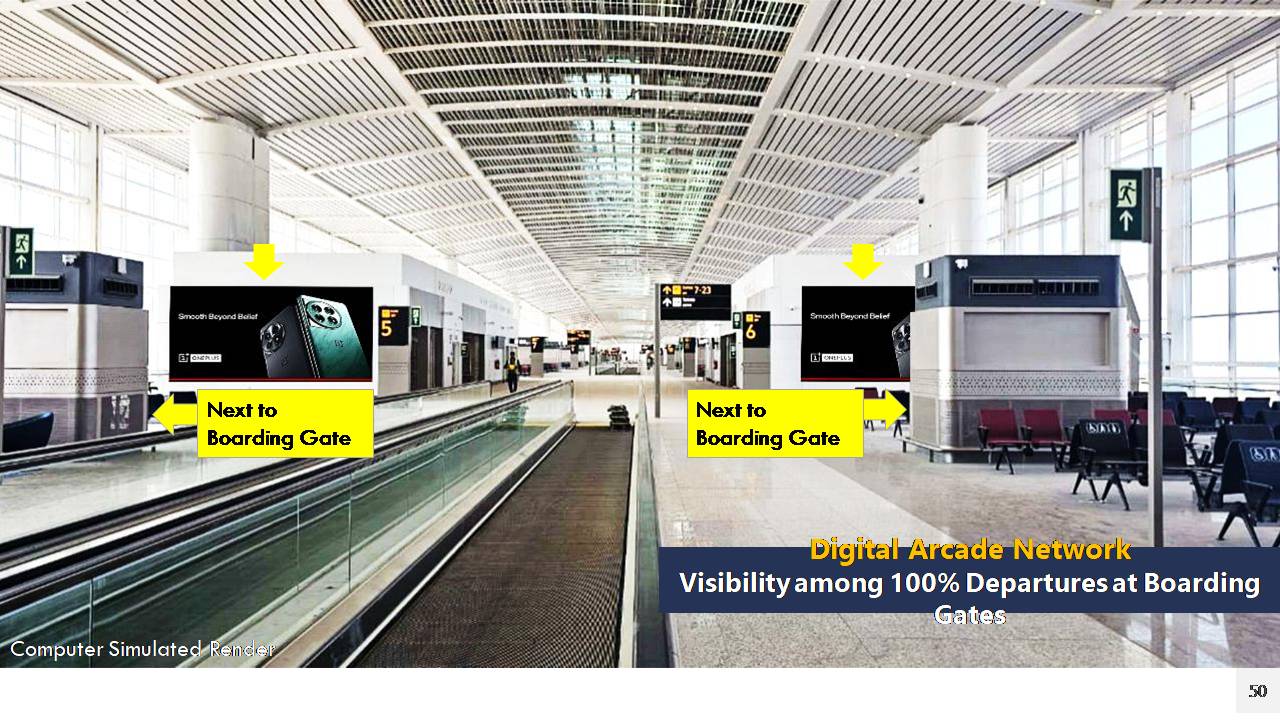 7-23
5
6
7
Smooth Beyond Belief
ONEPLUS
Smooth Beyond Belief
ONEPLUS
Next to
Boarding Gate
Next to
Boarding Gate
Digital Arcade Network
Visibility among 100% Departures at Boarding
Gates
Computer Simulated Render
50